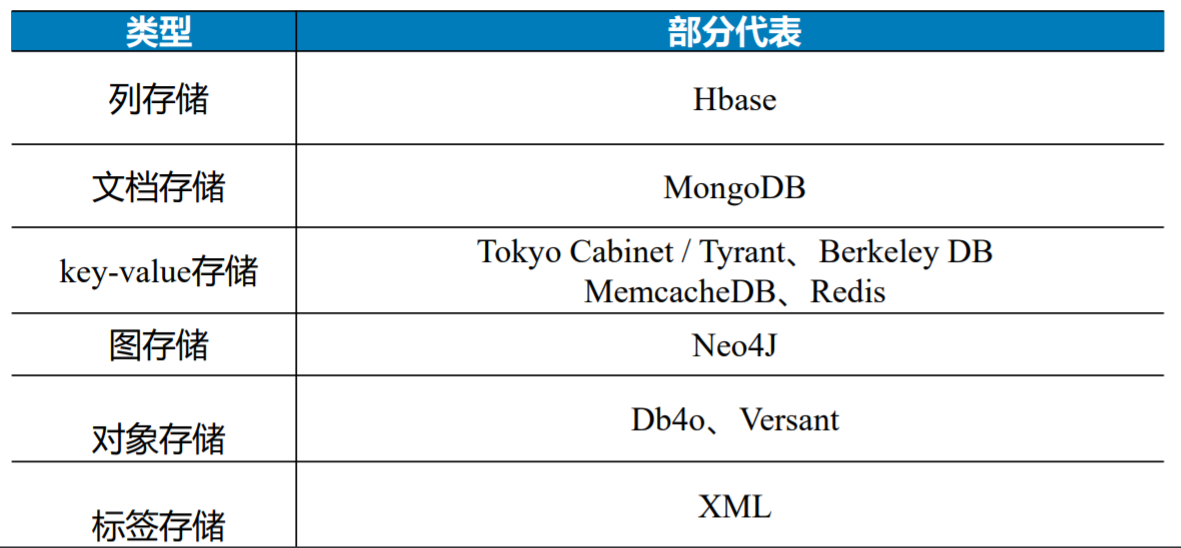 类型 部分代表
列存储 Hbase
文档存储 MongoDB
key-value存储 Tokyo Cabinet / Tyrant、Berkeley DB
MemcacheDB、Redis
图存储 Neo4J
对象存储 Db4o、Versant
标签存储 XML